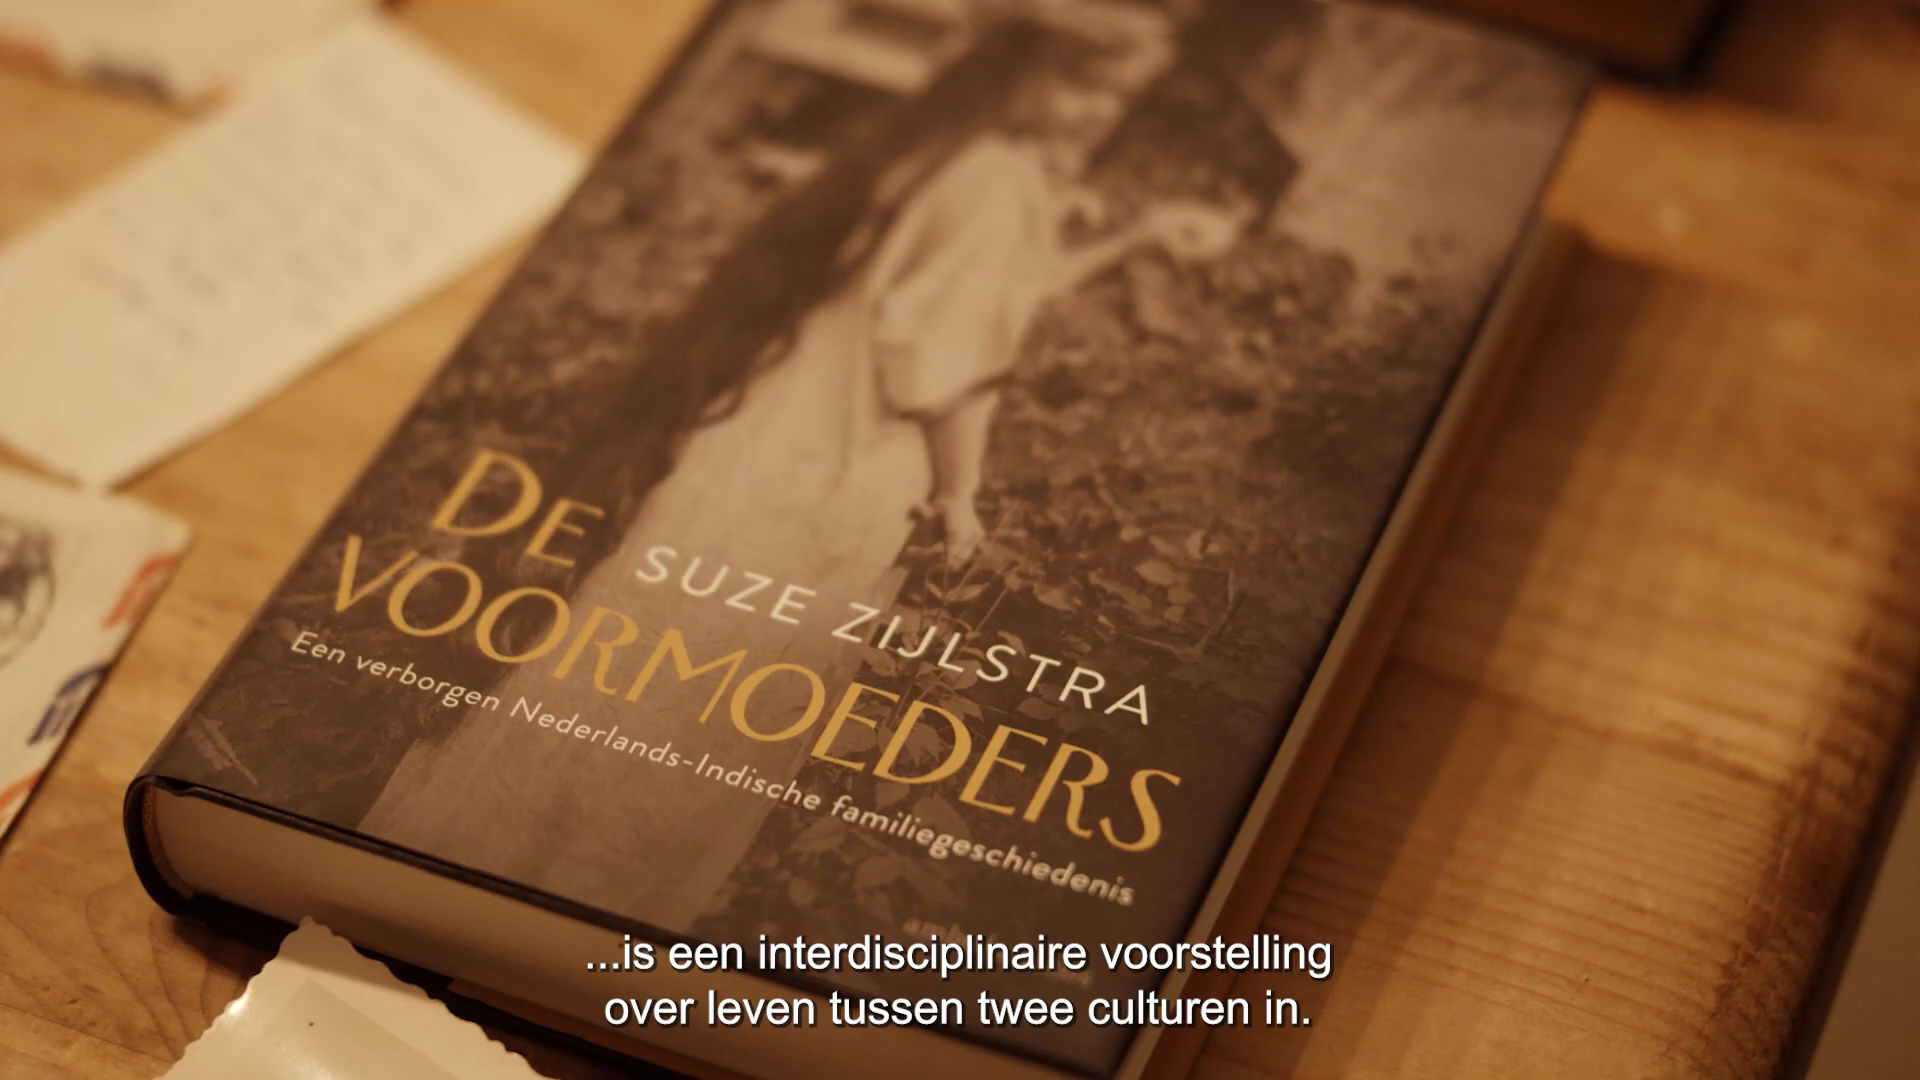 DE
SUZE ZIJLSTRA
VOORMOEDERS
Een verborgen Nederlands-Indische familiegeschiedenis
...is een interdisciplinaire voorstelling
over leven tussen twee culturen in.